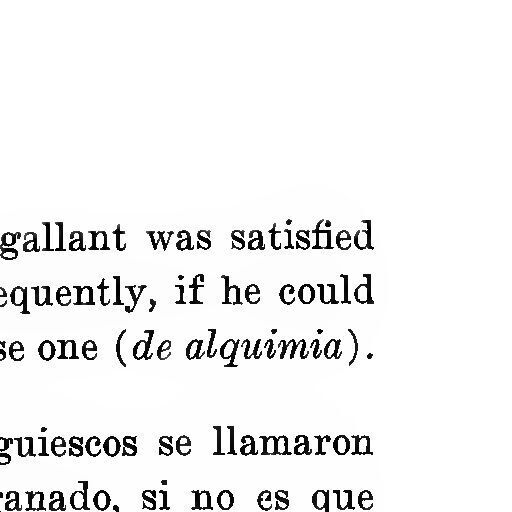 gallant was satisfied
equently, if he could
se one (de alquimia).
guiescos se llamaron
ranado, si no es que